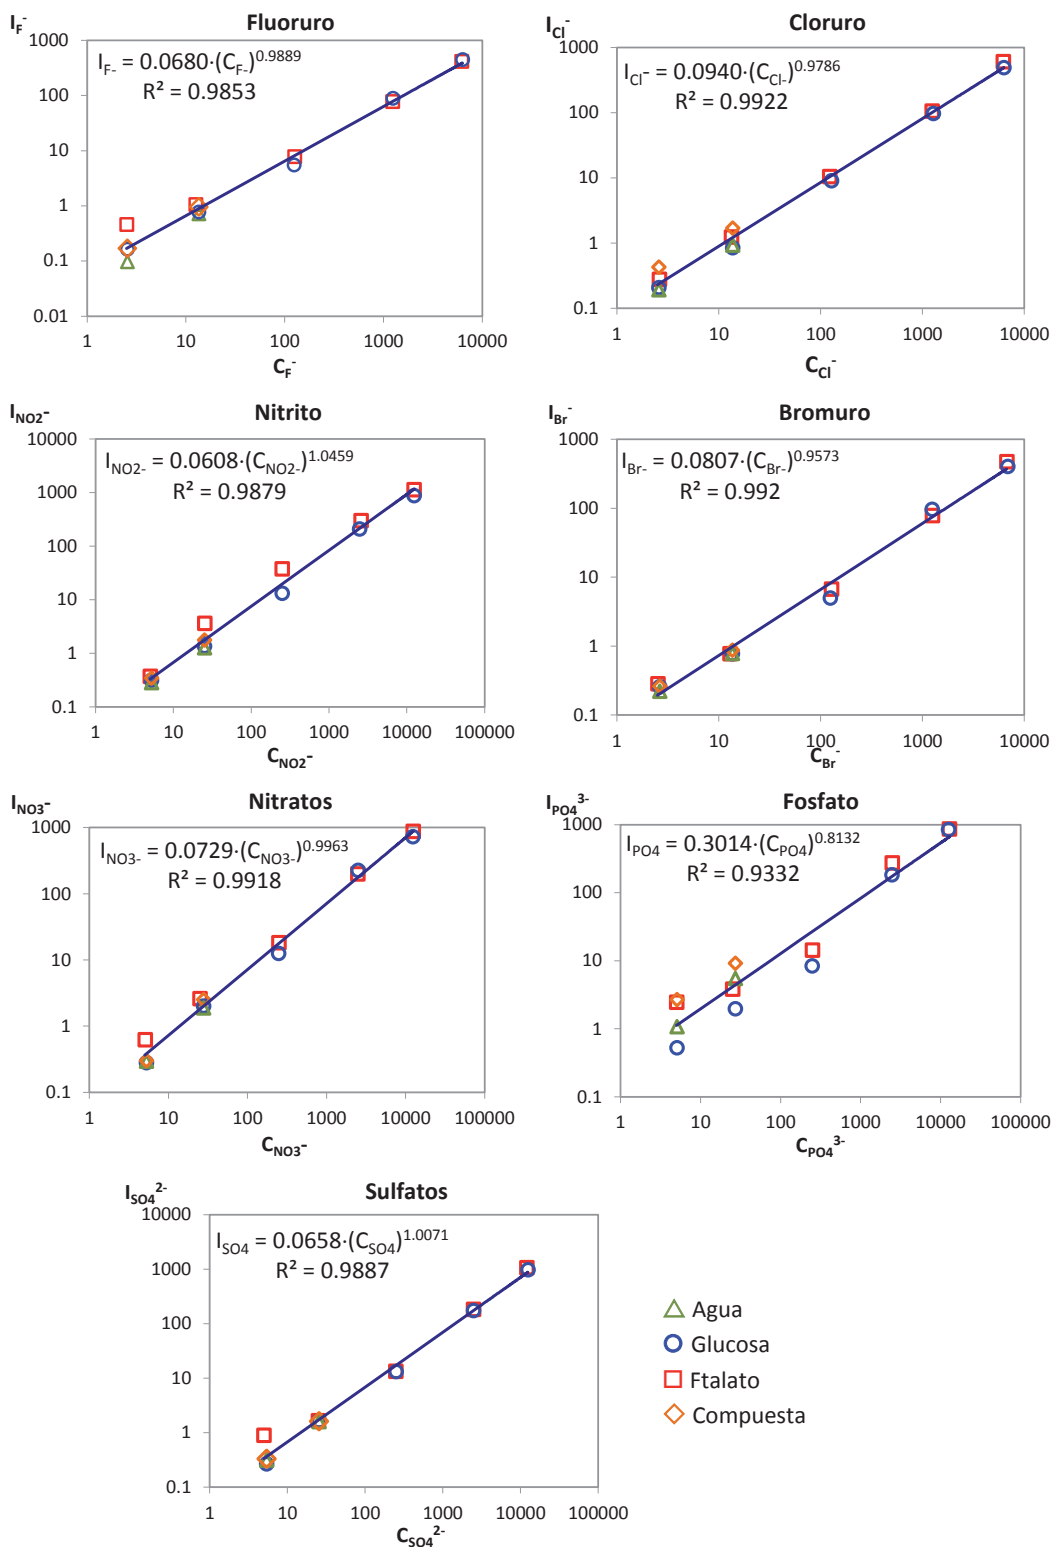 I_F^-
Fluoruro
I_F- = 0.0680·(C_F-)^0.9889
R² = 0.9853
1000
100
10
1
0.1
0.01
1 10 100 1000 10000
C_F^-
I_Cl^-
Cloruro
I_Cl^- = 0.0940·(C_Cl-)^0.9786
R² = 0.9922
1000
100
10
1
0.1
1 10 100 1000 10000
C_Cl^-
I_NO2^-
Nitrito
I_NO2- = 0.0608·(C_NO2-)^1.0459
R² = 0.9879
10000
1000
100
10
1
0.1
1 10 100 1000 10000 100000
C_NO2^-
I_Br^-
Bromuro
I_Br- = 0.0807·(C_Br-)^0.9573
R² = 0.992
1000
100
10
1
0.1
1 10 100 1000 10000
C_Br^-
I_NO3^-
Nitratos
I_NO3- = 0.0729·(C_NO3-)^0.9963
R² = 0.9918
1000
100
10
1
0.1
1 10 100 1000 10000 100000
C_NO3^-
I_PO4^3-
Fosfato
I_PO4 = 0.3014·(C_PO4)^0.8132
R² = 0.9332
1000
100
10
1
0.1
1 10 100 1000 10000 100000
C_PO4^3-
I_SO4^2-
Sulfatos
I_SO4 = 0.0658·(C_SO4)^1.0071
R² = 0.9887
10000
1000
100
10
1
0.1
1 10 100 1000 10000 100000
C_SO4^2-
Agua
Glucosa
Ftalato
Compuesta